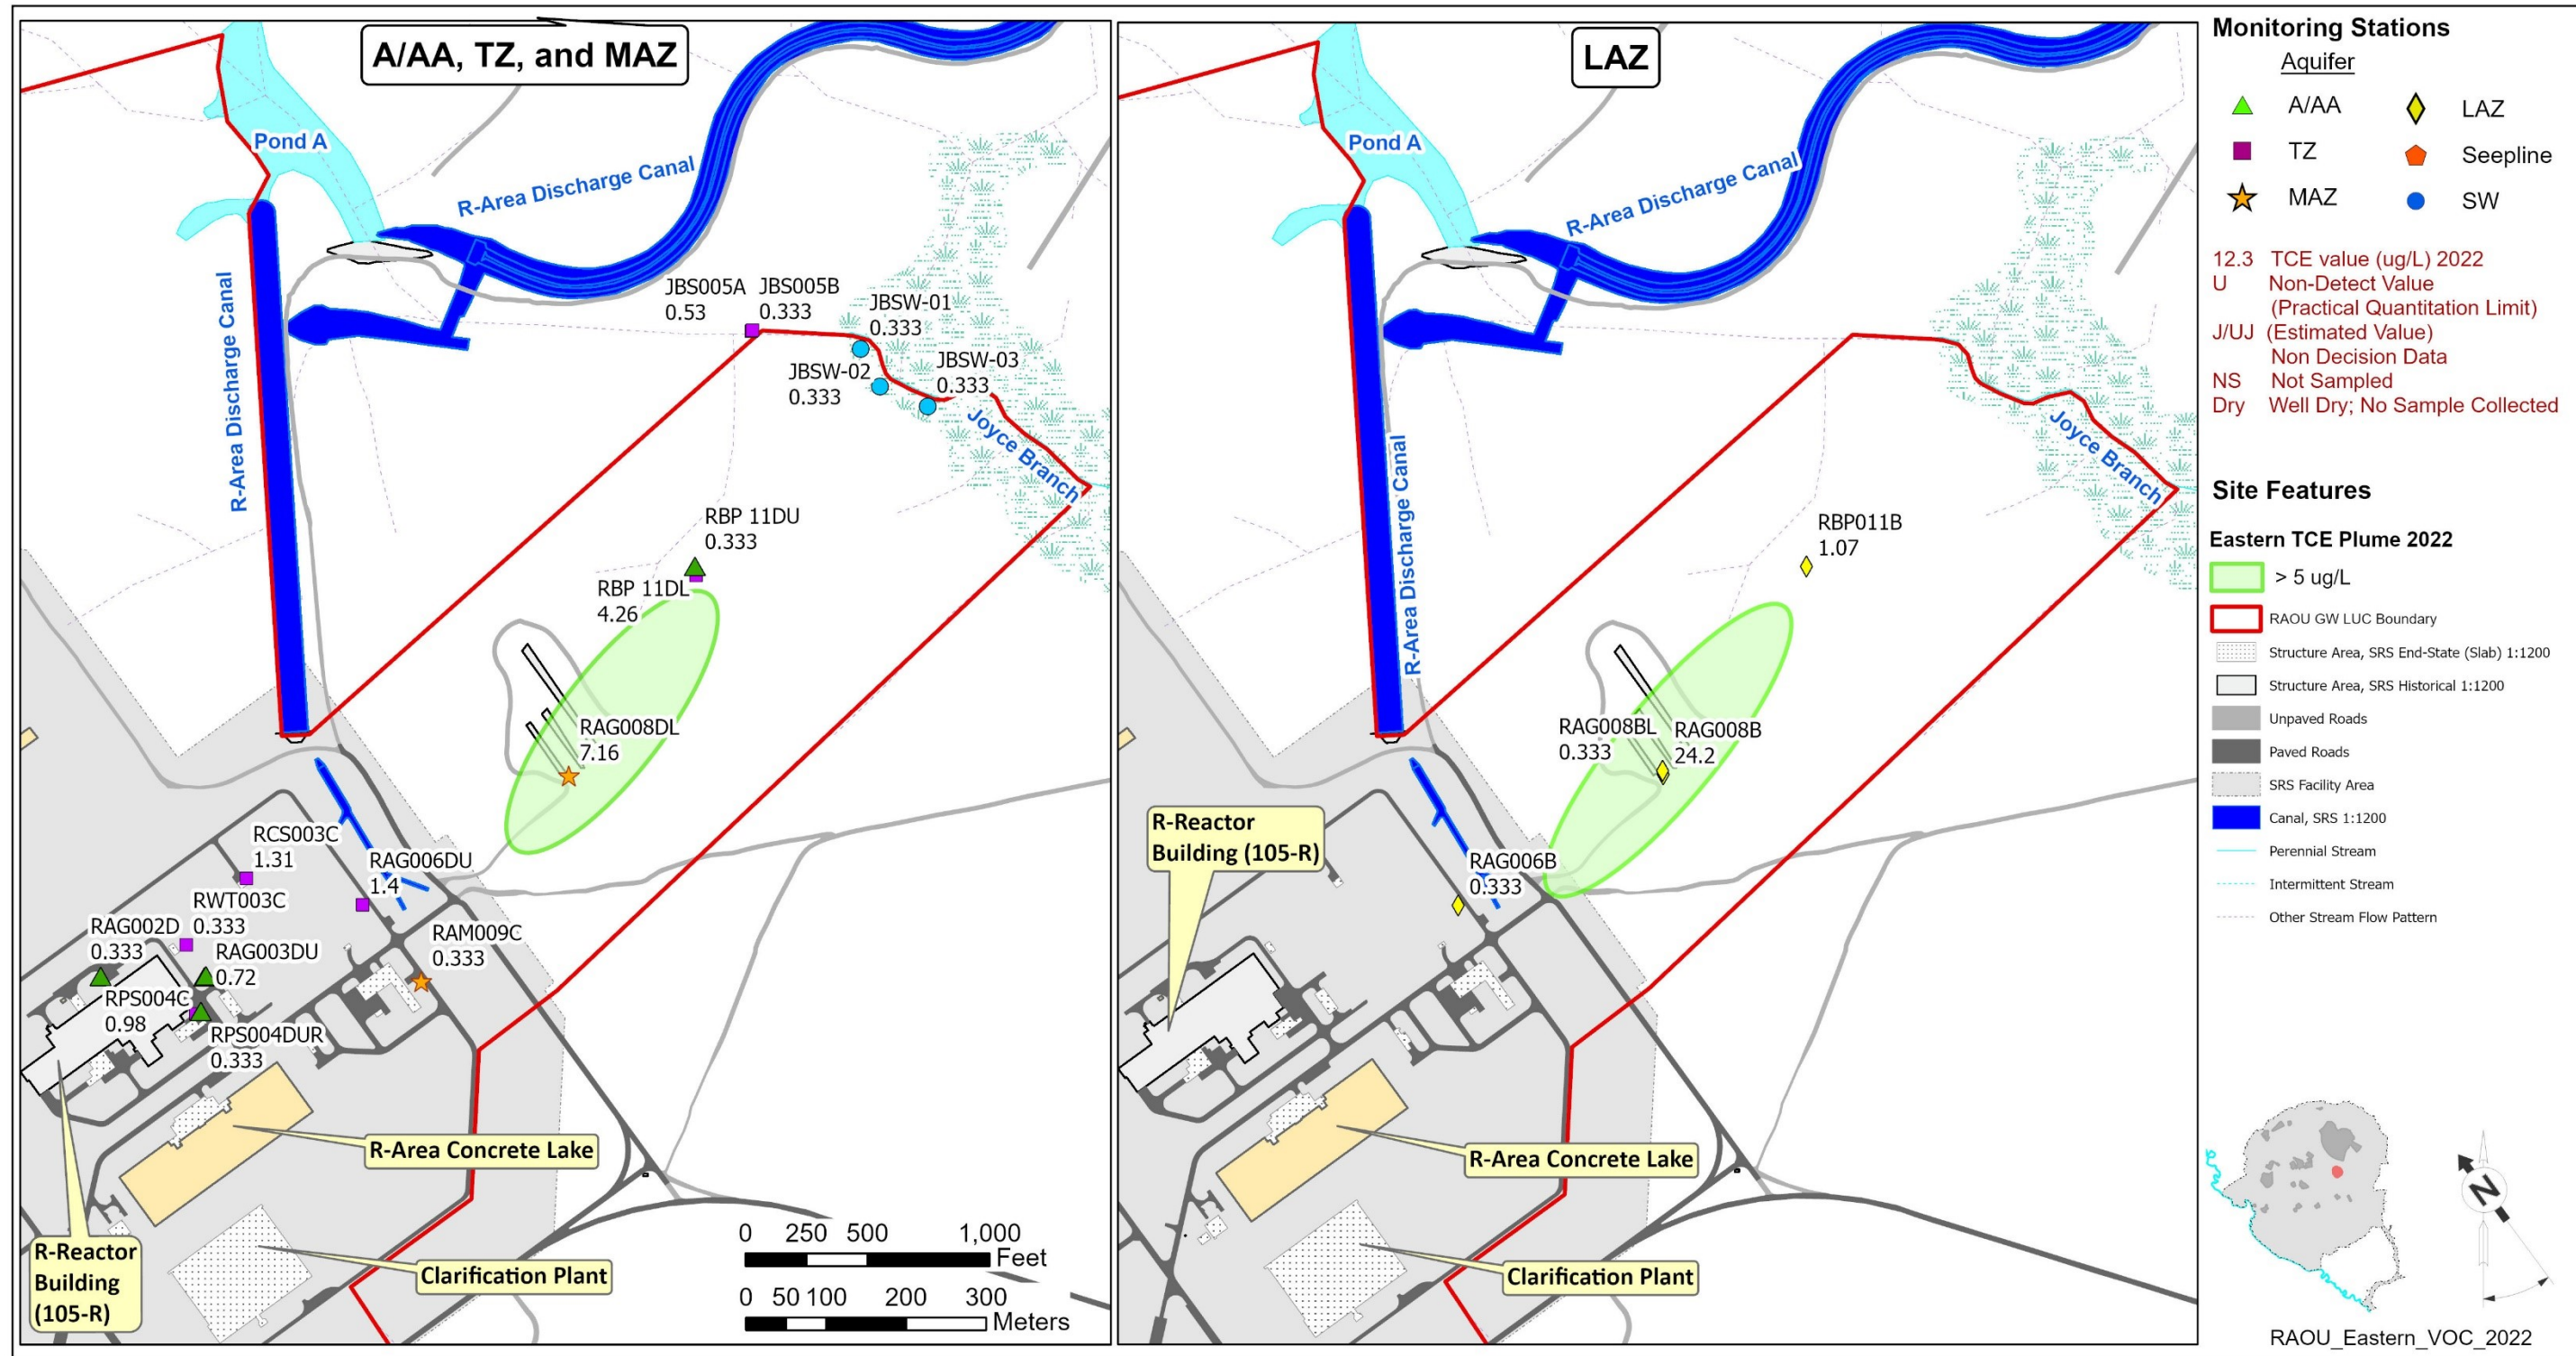 A/AA, TZ, and MAZ
Pond A
R-Area Discharge Canal
R-Area Discharge Canal
JBS005A
0.53
JBS005B
0.333
JBSW-01
0.333
JBSW-02
0.333
JBSW-03
0.333
Joyce Branch
RBP 11DU
0.333
RBP 11DL
4.26
RAG008DL
7.16
RCS003C
1.31
RAG006DU
1.4
RWT003C
0.333
RAG002D
0.333
RAG003DU
0.72
RAM009C
0.333
RPS004C
0.98
RPS004DUR
0.333
R-Area Concrete Lake
R-Reactor
Building
(105-R)
Clarification Plant
0 250 500 1,000
Feet
0 50 100 200 300
Meters
LAZ
Pond A
R-Area Discharge Canal
R-Area Discharge Canal
Joyce Branch
RBP011B
1.07
RAG008BL
0.333
RAG008B
24.2
R-Reactor
Building (105-R)
RAG006B
0.333
R-Area Concrete Lake
Clarification Plant
Monitoring Stations
Aquifer
A/AA
LAZ
TZ
Seepline
MAZ
SW
12.3 TCE value (ug/L) 2022
U Non-Detect Value
(Practical Quantitation Limit)
J/UJ (Estimated Value)
Non Decision Data
NS Not Sampled
Dry Well Dry; No Sample Collected
Site Features
Eastern TCE Plume 2022
> 5 ug/L
RAOU GW LUC Boundary
Structure Area, SRS End-State (Slab) 1:1200
Structure Area, SRS Historical 1:1200
Unpaved Roads
Paved Roads
SRS Facility Area
Canal, SRS 1:1200
Perennial Stream
Intermittent Stream
Other Stream Flow Pattern
N
RAOU_Eastern_VOC_2022